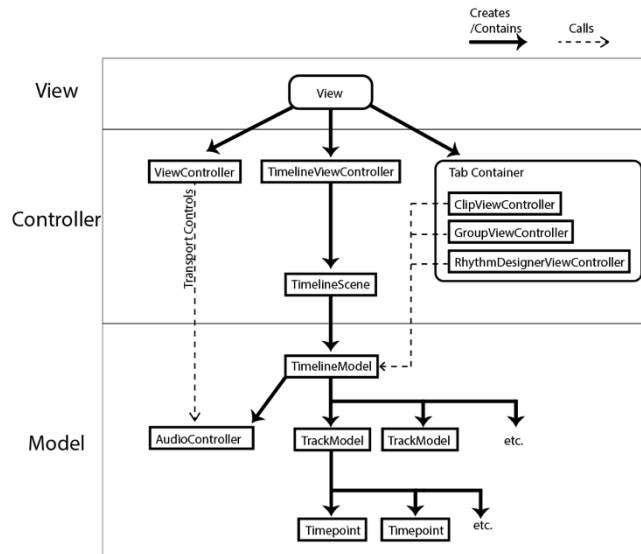 Creates
/Contains
Calls
View
View
ViewController
TimelineViewController
Tab Container
ClipViewController
GroupViewController
RhythmDesignerViewController
Transport Controls
Controller
TimelineScene
TimelineModel
Model
AudioController
TrackModel
TrackModel
etc.
Timepoint
Timepoint
etc.